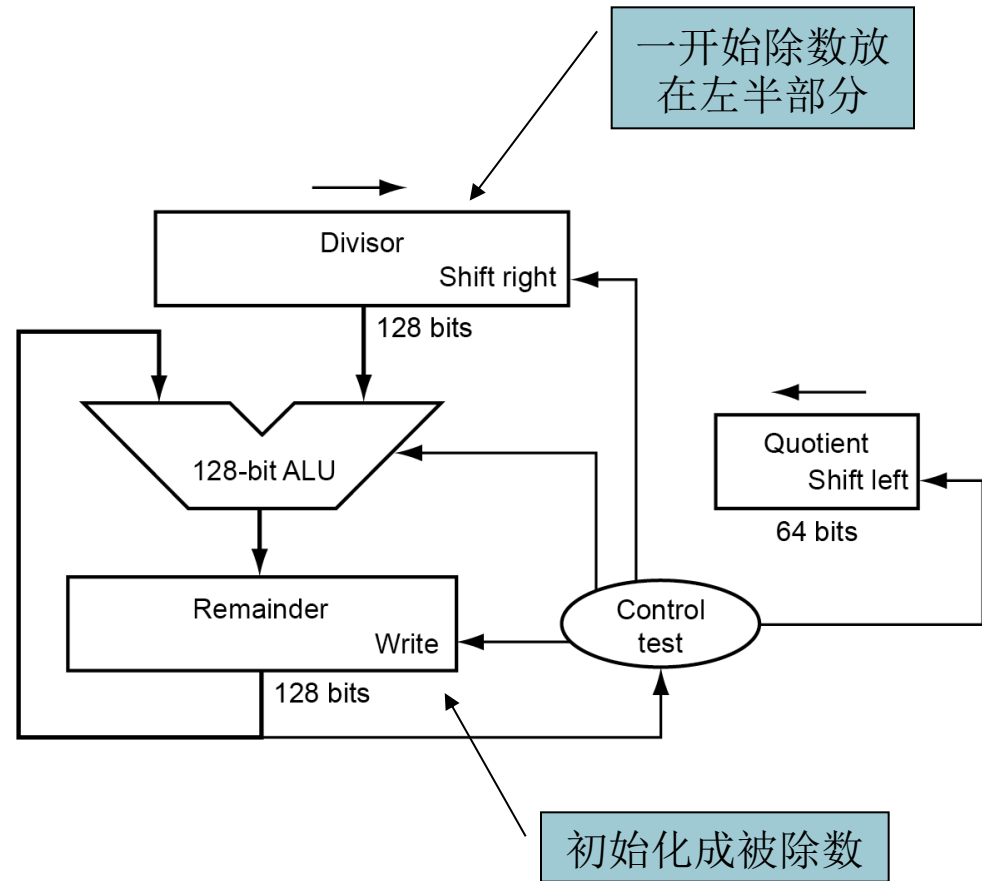 一开始除数放
在左半部分
Divisor
Shift right
128 bits
128-bit ALU
Quotient
Shift left
64 bits
Remainder
Write
128 bits
Control
test
初始化成被除数